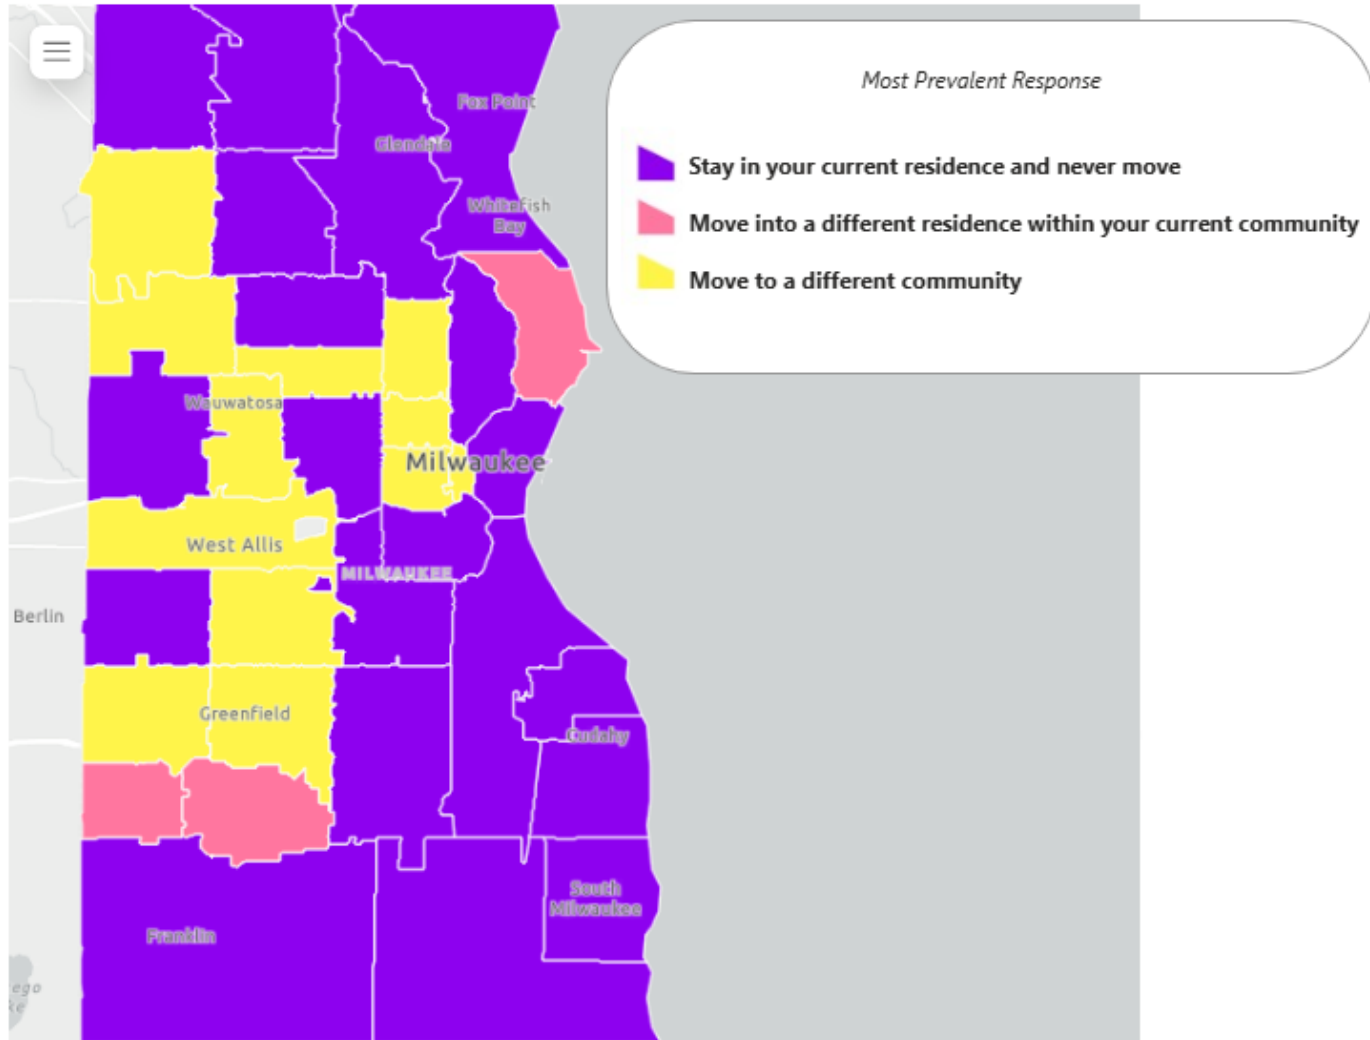 Most Prevalent Response
Stay in your current residence and never move
Move into a different residence within your current community
Move to a different community
Fox Point
Glendale
Whitefish
Bay
Wauwatosa
Milwaukee
West Allis
MILWAUKEE
Berlin
Greenfield
Cudahy
South
Milwaukee
Franklin
ego
ke